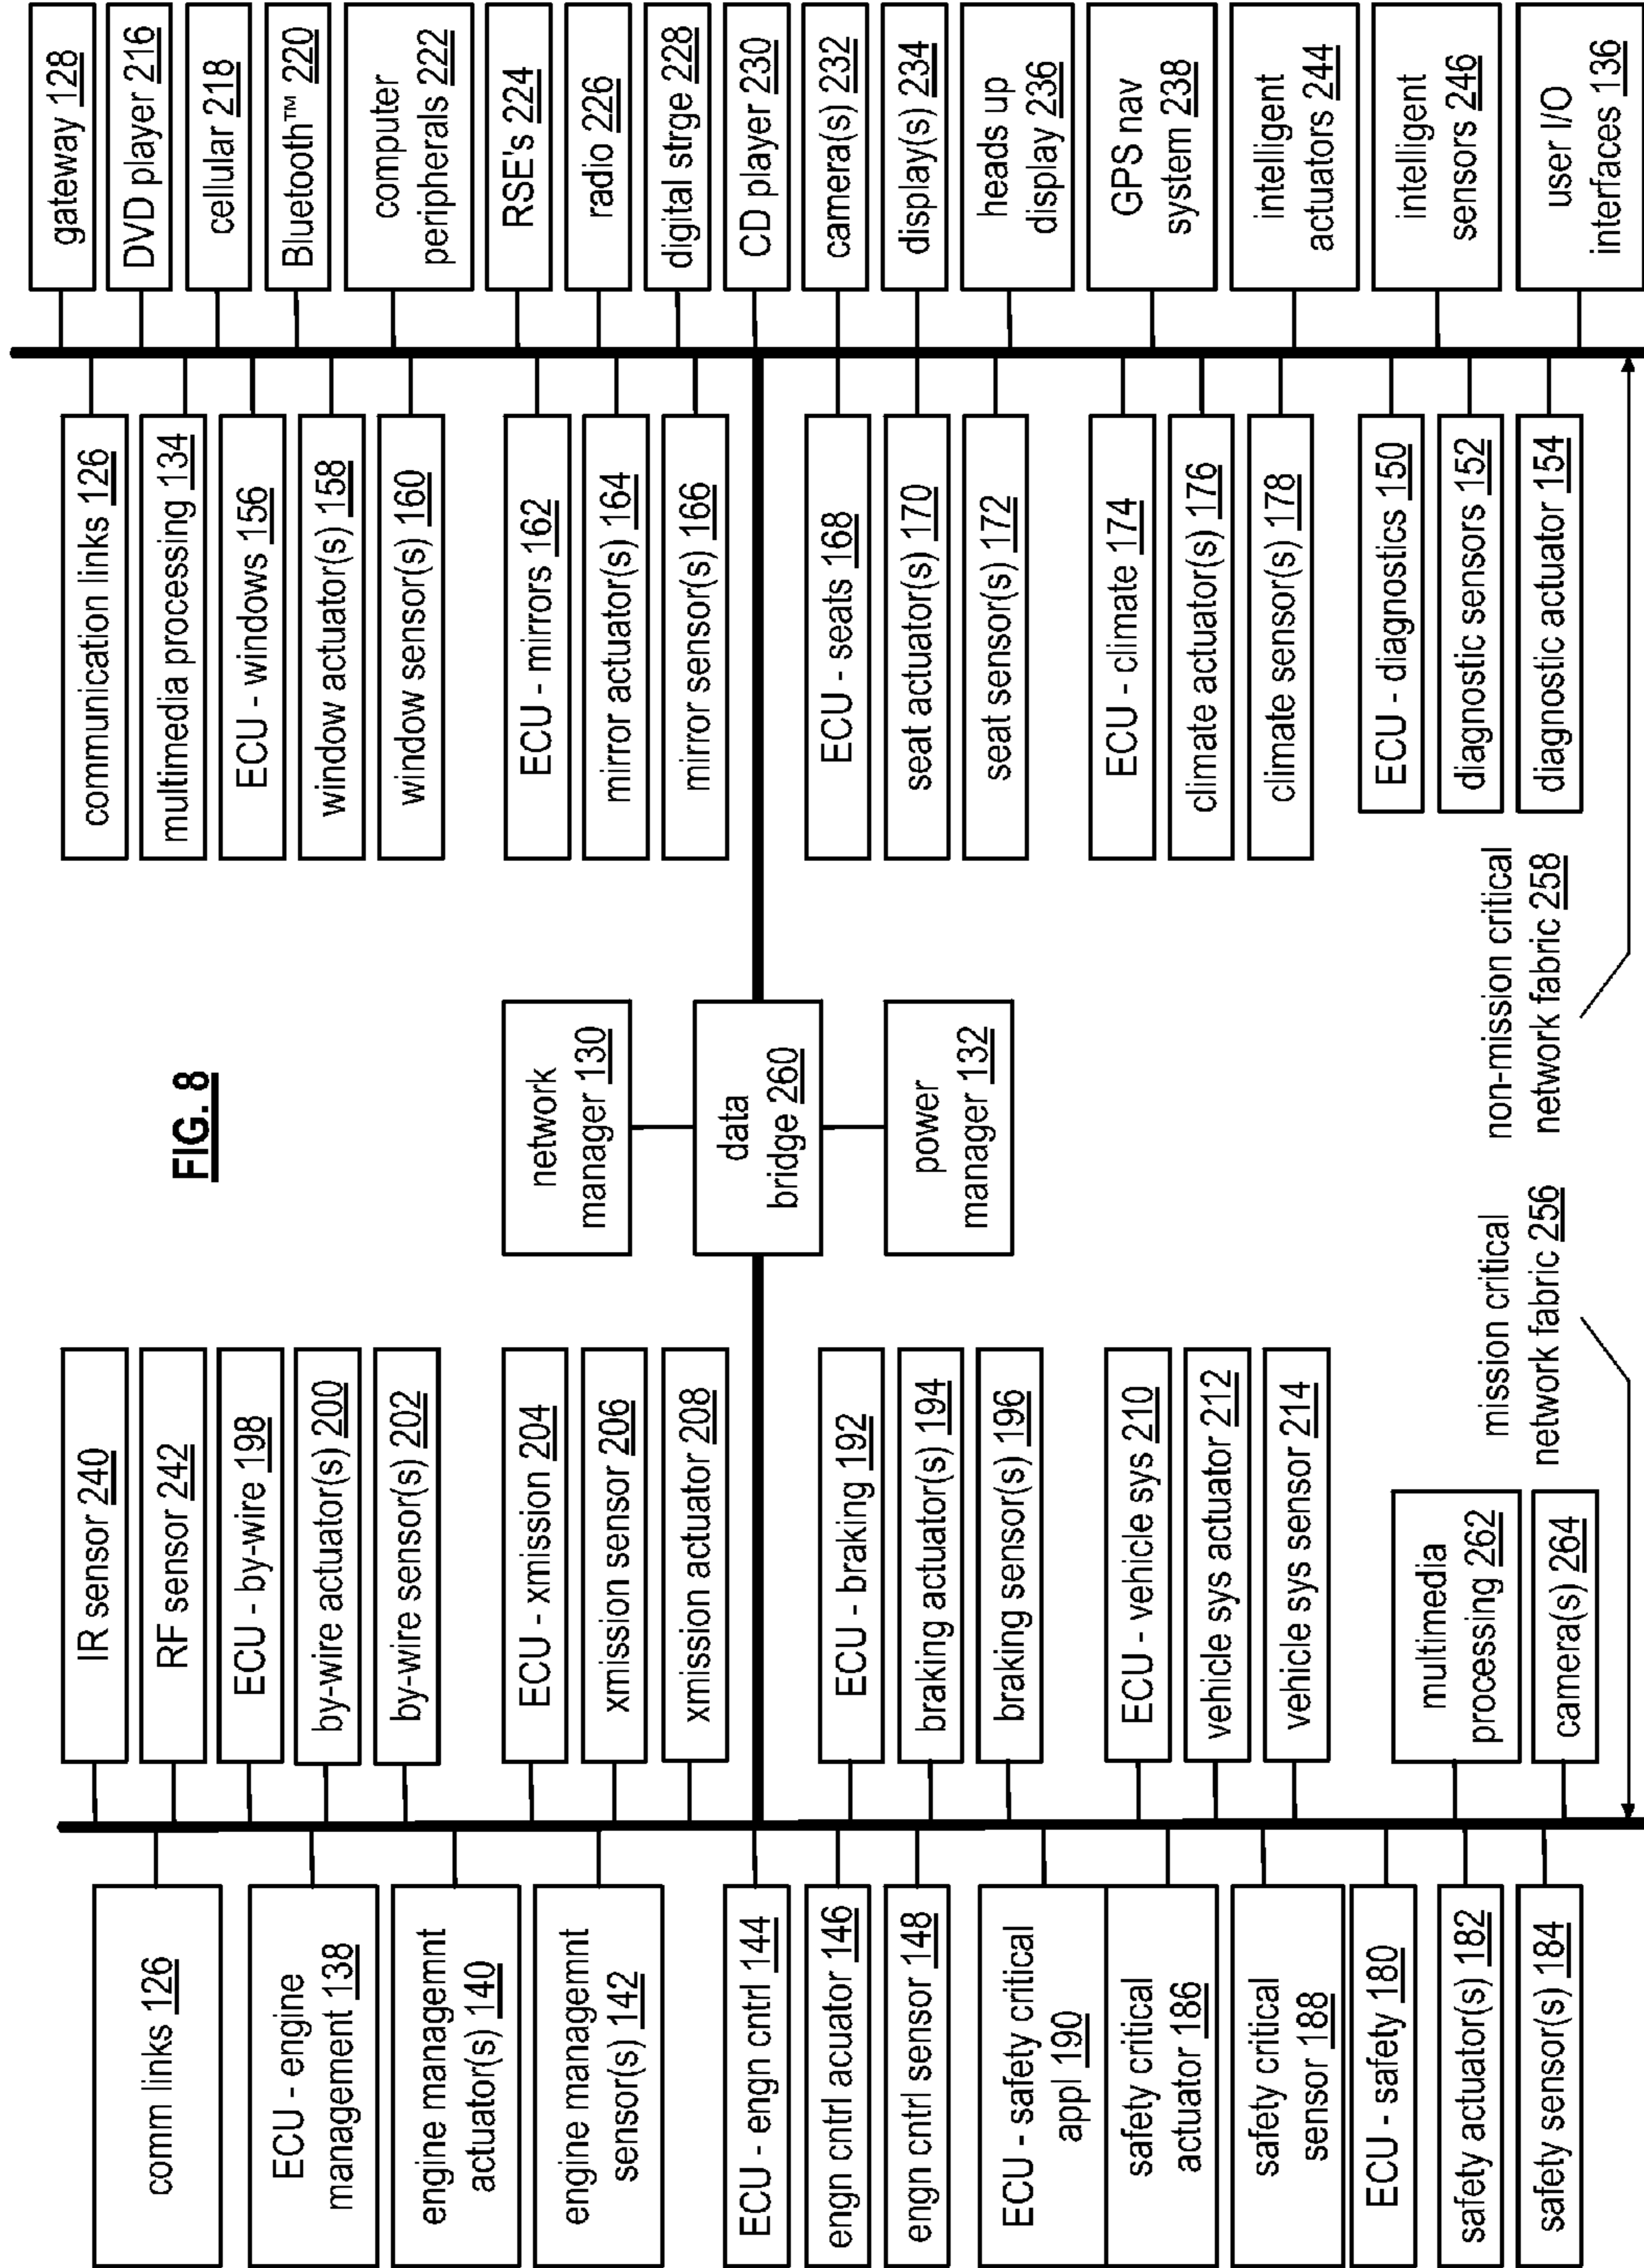 FIG. 8
comm links 126
ECU - engine
management 138
engine managemnt
actuator(s) 140
engine managemnt
sensor(s) 142
ECU - engn cntrl 144
engn cntrl acuator 146
engn cntrl sensor 148
ECU - safety critical
appl 190
safety critical
actuator 186
safety critical
sensor 188
ECU - safety 180
safety actuator(s) 182
safety sensor(s) 184
IR sensor 240
RF sensor 242
ECU - by-wire 198
by-wire actuator(s) 200
by-wire sensor(s) 202
ECU - xmission 204
xmission sensor 206
xmission actuator 208
ECU - braking 192
braking actuator(s) 194
braking sensor(s) 196
ECU - vehicle sys 210
vehicle sys actuator 212
vehicle sys sensor 214
multimedia
processing 262
camera(s) 264
mission critical
network fabric 256
network
manager 130
data
bridge 260
power
manager 132
non-mission critical
network fabric 258
communication links 126
multimedia processing 134
ECU - windows 156
window actuator(s) 158
window sensor(s) 160
ECU - mirrors 162
mirror actuator(s) 164
mirror sensor(s) 166
ECU - seats 168
seat actuator(s) 170
seat sensor(s) 172
ECU - climate 174
climate actuator(s) 176
climate sensor(s) 178
ECU - diagnostics 150
diagnostic sensors 152
diagnostic actuator 154
gateway 128
DVD player 216
cellular 218
Bluetooth™ 220
computer
peripherals 222
RSE's 224
radio 226
digital strge 228
CD player 230
camera(s) 232
display(s) 234
heads up
display 236
GPS nav
system 238
intelligent
actuators 244
intelligent
sensors 246
user I/O
interfaces 136